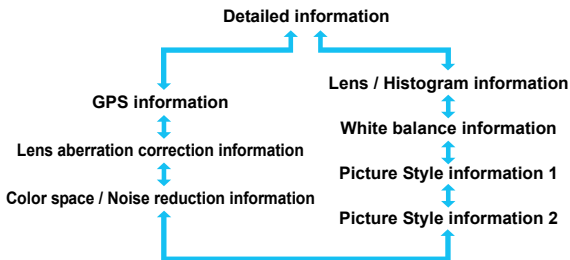 Detailed information
GPS information
Lens aberration correction information
Color space / Noise reduction information
Lens / Histogram information
White balance information
Picture Style information 1
Picture Style information 2